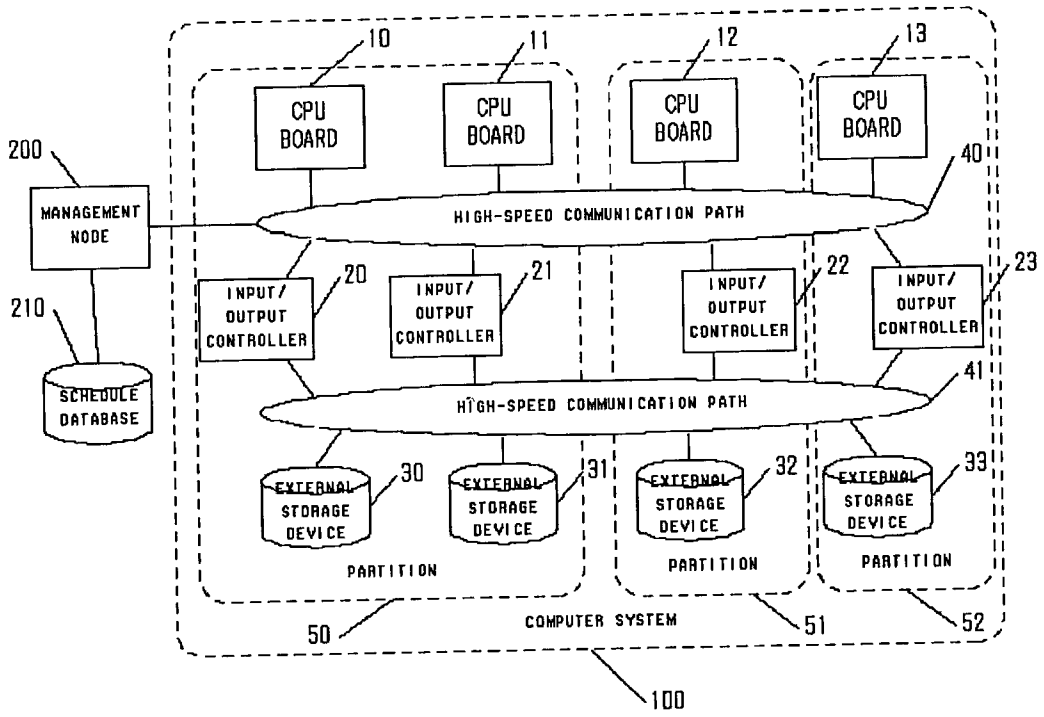 10
11
12
13
CPU
BOARD
CPU
BOARD
CPU
BOARD
CPU
BOARD
200
40
MANAGEMENT
NODE
HIGH-SPEED COMMUNICATION PATH
20
21
22
23
INPUT/
OUTPUT
CONTROLLER
INPUT/
OUTPUT
CONTROLLER
INPUT/
OUTPUT
CONTROLLER
INPUT/
OUTPUT
CONTROLLER
210
SCHEDULE
DATABASE
41
HIGH-SPEED COMMUNICATION PATH
30
31
32
33
EXTERNAL
STORAGE
DEVICE
EXTERNAL
STORAGE
DEVICE
EXTERNAL
STORAGE
DEVICE
EXTERNAL
STORAGE
DEVICE
PARTITION
PARTITION
PARTITION
50
COMPUTER SYSTEM
51
52
100